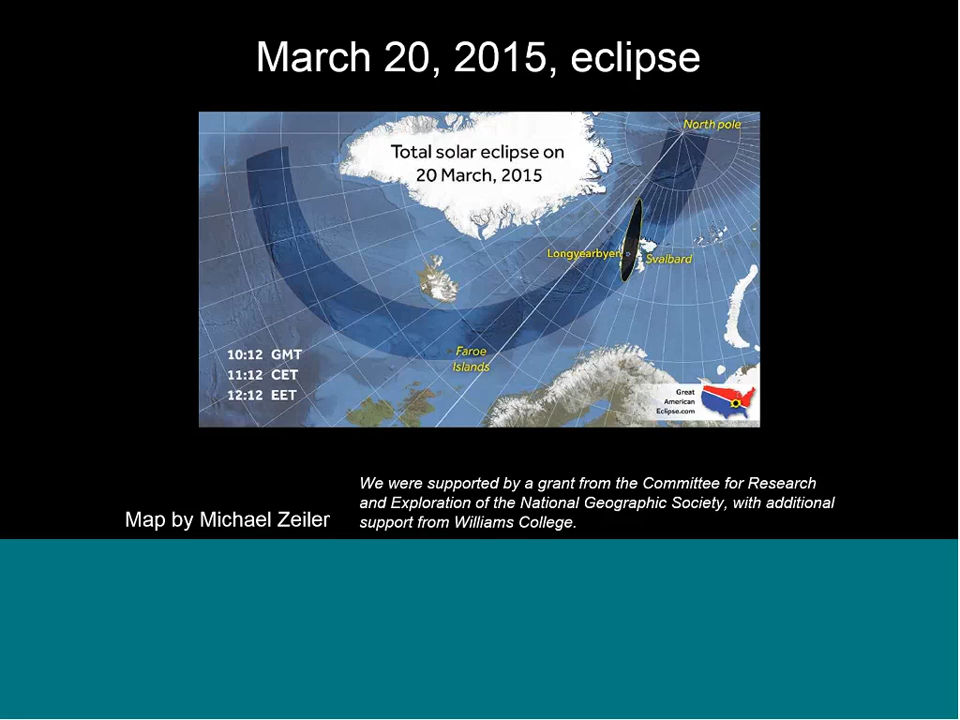 March 20, 2015, eclipse
North pole
Total solar eclipse on
20 March, 2015
Longyearbyen
Svalbard
Faroe
Islands
10:12 GMT
11:12 CET
12:12 EET
Great
American
Eclipse.com
We were supported by a grant from the Committee for Research
and Exploration of the National Geographic Society, with additional
support from Williams College.
Map by Michael Zeiler